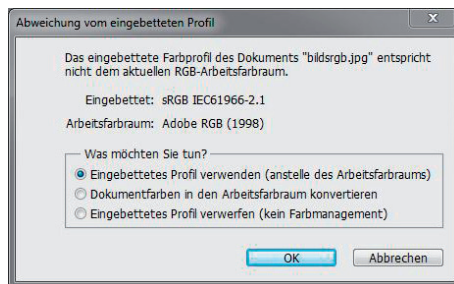 Abweichung vom eingebetteten Profil
Das eingebettete Farbprofil des Dokuments "bildsrgb.jpg" entspricht
nicht dem aktuellen RGB-Arbeitsfarbraum.
Eingebettet: sRGB IEC61966-2.1
Arbeitsfarbraum: Adobe RGB (1998)
Was möchten Sie tun?
Eingebettetes Profil verwenden (anstelle des Arbeitsfarbraums)
Dokumentfarben in den Arbeitsfarbraum konvertieren
Eingebettetes Profil verwerfen (kein Farbmanagement)
OK Abbrechen